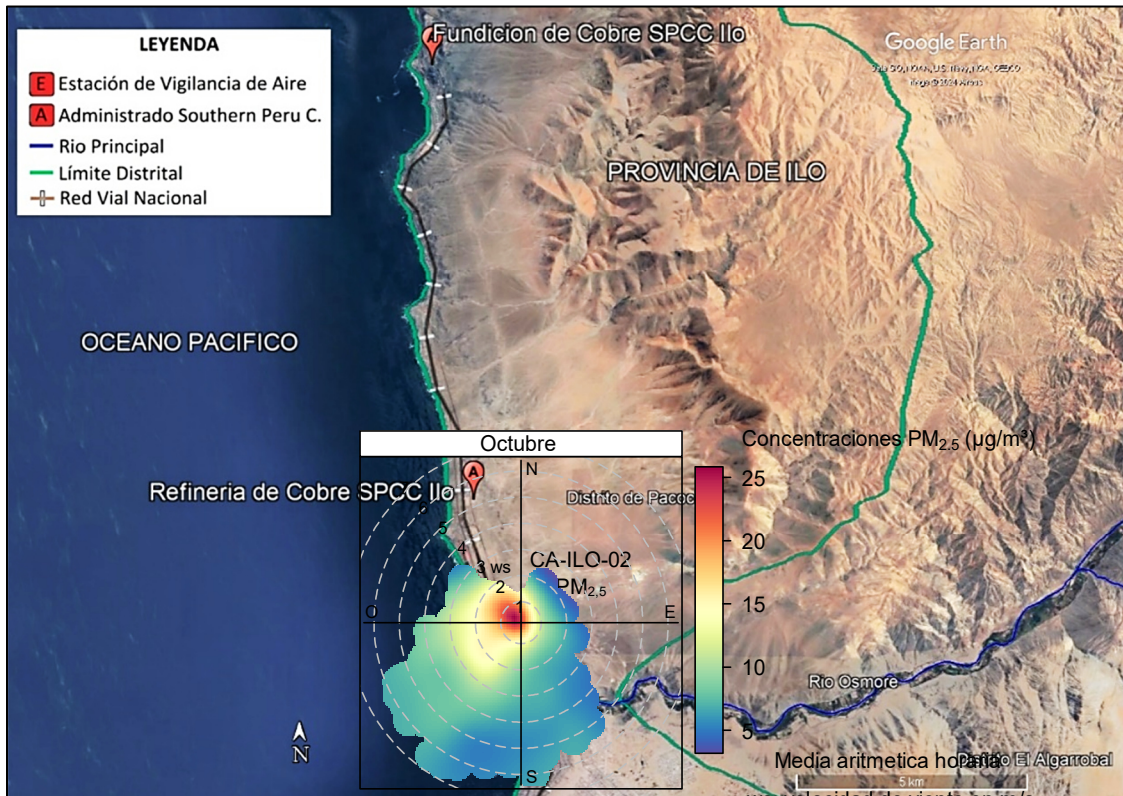 LEYENDA
E Estación de Vigilancia de Aire
A Administrado Southern Peru C.
Rio Principal
Límite Distrital
Red Vial Nacional
A
Fundicion de Cobre SPCC Ilo
Google Earth
PROVINCIA DE ILO
OCEANO PACIFICO
Octubre
Concentraciones PM2.5 (µg/m³)
N
A
Refineria de Cobre SPCC Ilo
Distrito de Pacoc
6
5
4
3 ws
2
1
CA-ILO-02
PM2.5
O
E
S
25
20
15
10
5
Rio Osmore
N
Media aritmetica horaria
El Algarrobal
5 km